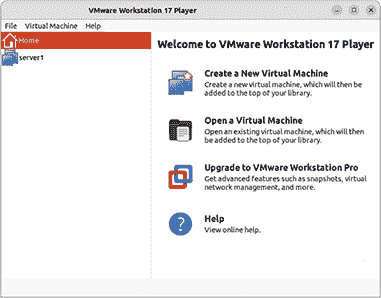 VMware Workstation 17 Player
File Virtual Machine Help
Home
server1
Welcome to VMware Workstation 17 Player
Create a New Virtual Machine
Create a new virtual machine, which will then be
added to the top of your library.
Open a Virtual Machine
Open an existing virtual machine, which will then
be added to the top of your library.
Upgrade to VMware Workstation Pro
Get advanced features such as snapshots, virtual
network management, and more.
Help
View online help.